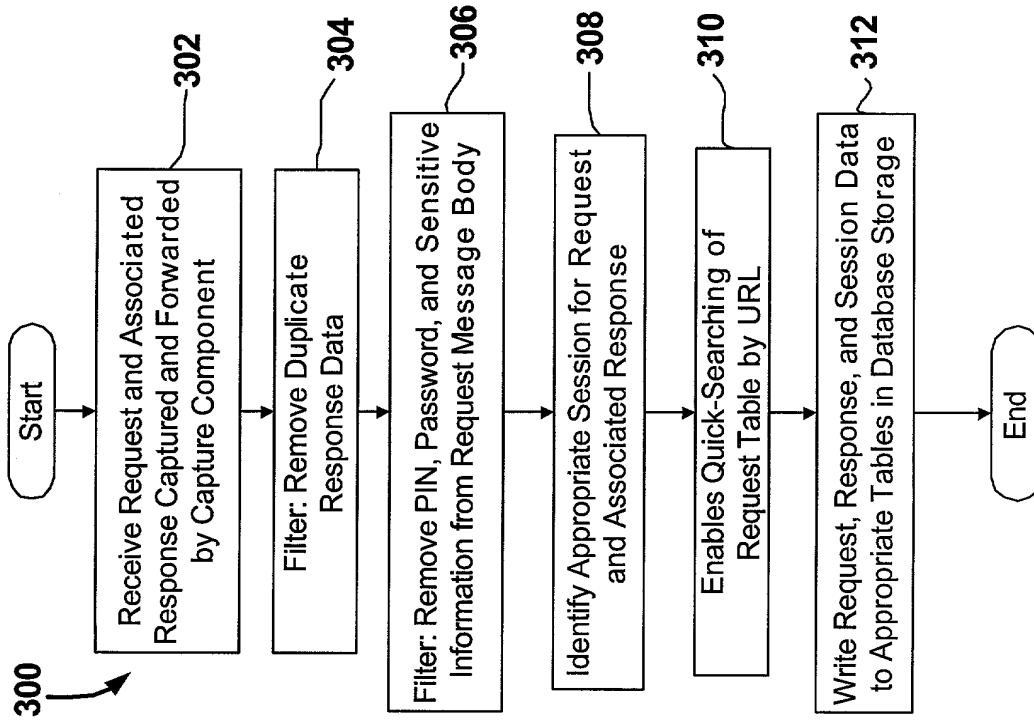 300
Start
Receive Request and Associated
Response Captured and Forwarded
by Capture Component
302
Filter: Remove Duplicate
Response Data
304
Filter: Remove PIN, Password, and Sensitive
Information from Request Message Body
306
Identify Appropriate Session for Request
and Associated Response
308
Enables Quick-Searching of
Request Table by URL
310
Write Request, Response, and Session Data
to Appropriate Tables in Database Storage
312
End